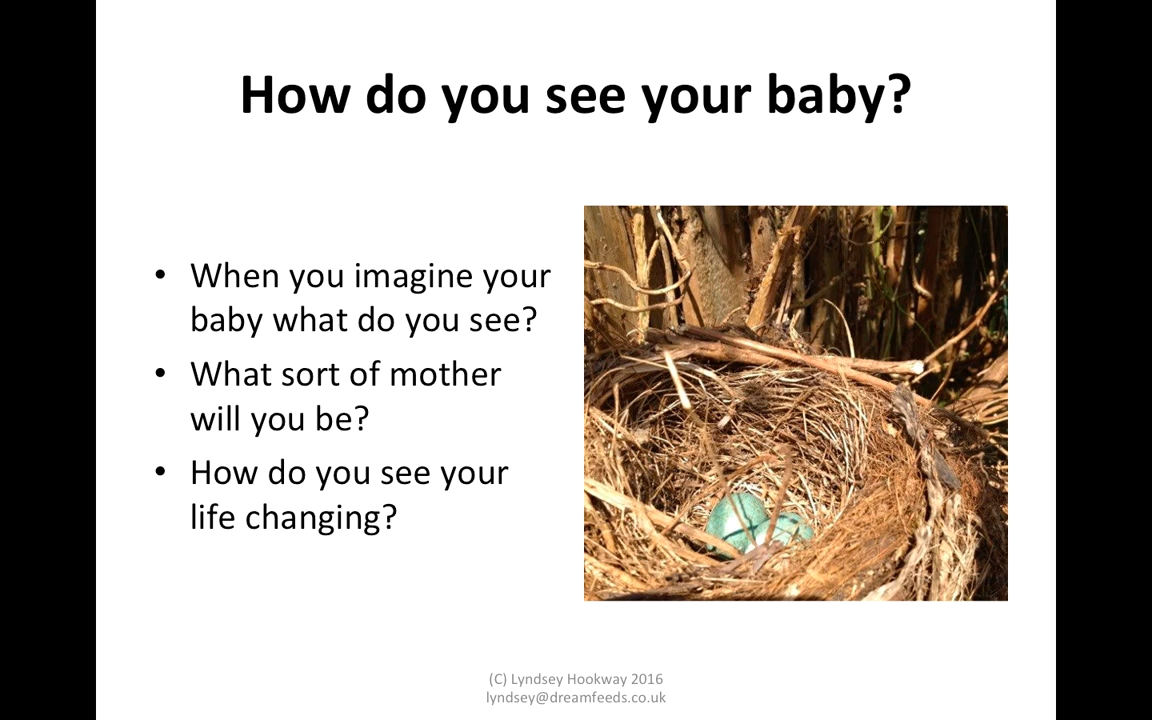 How do you see your baby?
• When you imagine your
baby what do you see?
• What sort of mother
will you be?
• How do you see your
life changing?
(C) Lyndsey Hookway 2016
lyndsey@dreamfeeds.co.uk